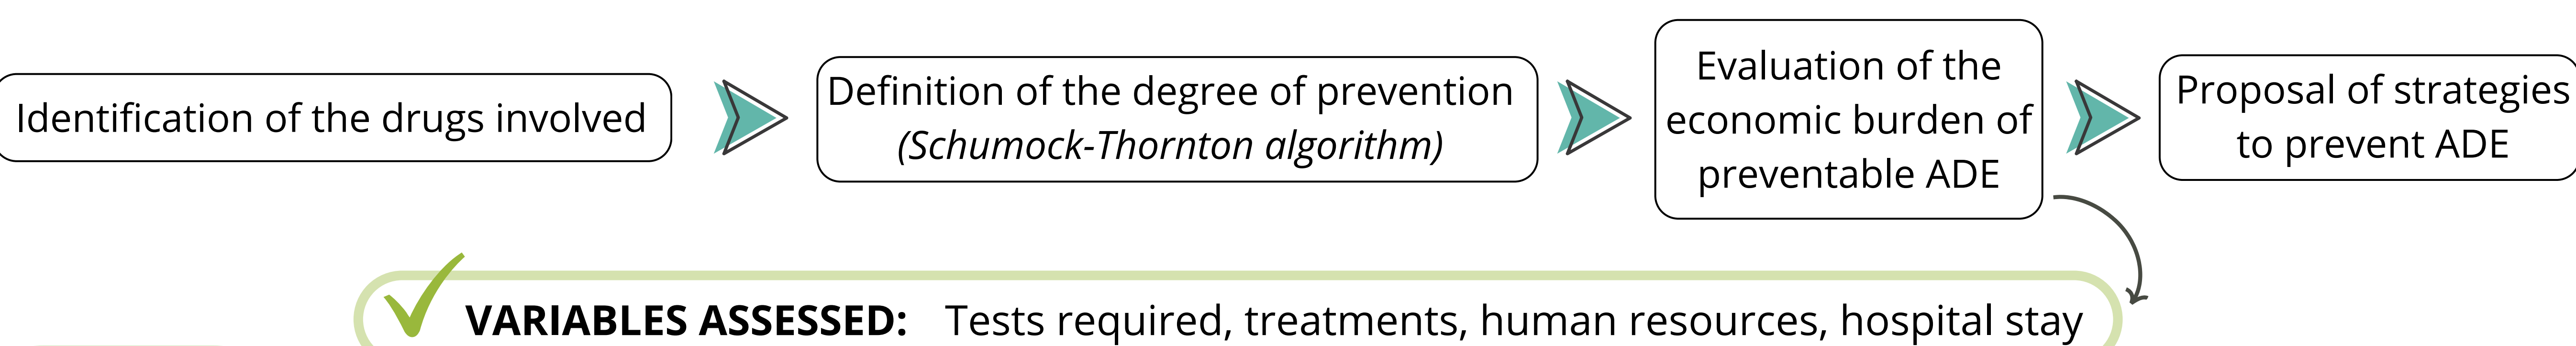 Identification of the drugs involved
Definition of the degree of prevention
(Schumock-Thornton algorithm)
Evaluation of the
economic burden of
preventable ADE
Proposal of strategies
to prevent ADE
VARIABLES ASSESSED: Tests required, treatments, human resources, hospital stay